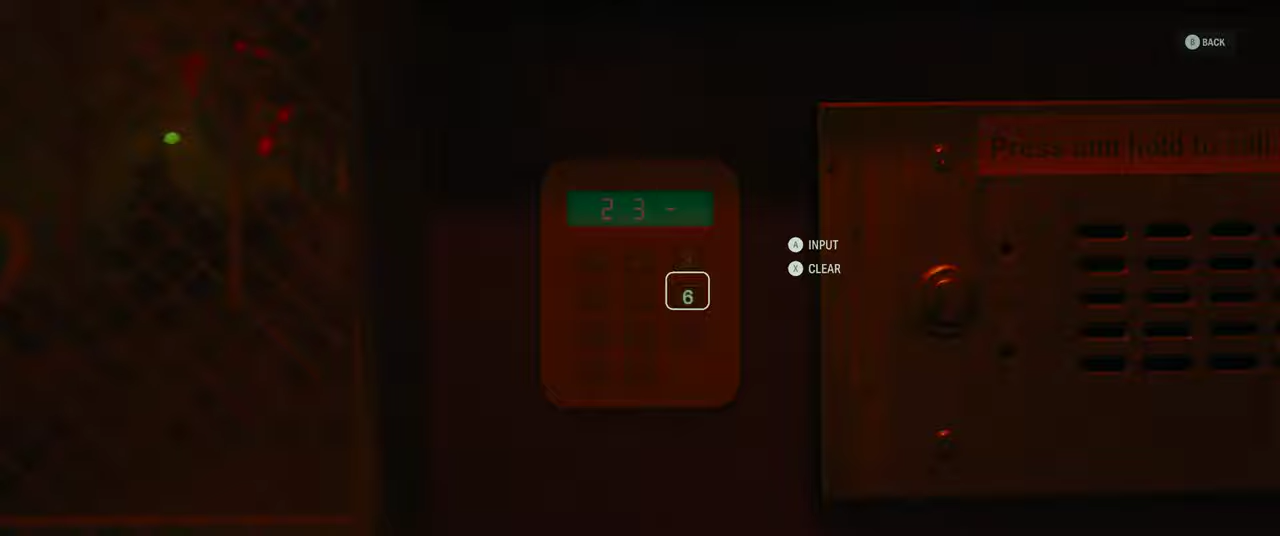 B BACK
Press and hold to call
2 3 -
A INPUT
6
X CLEAR